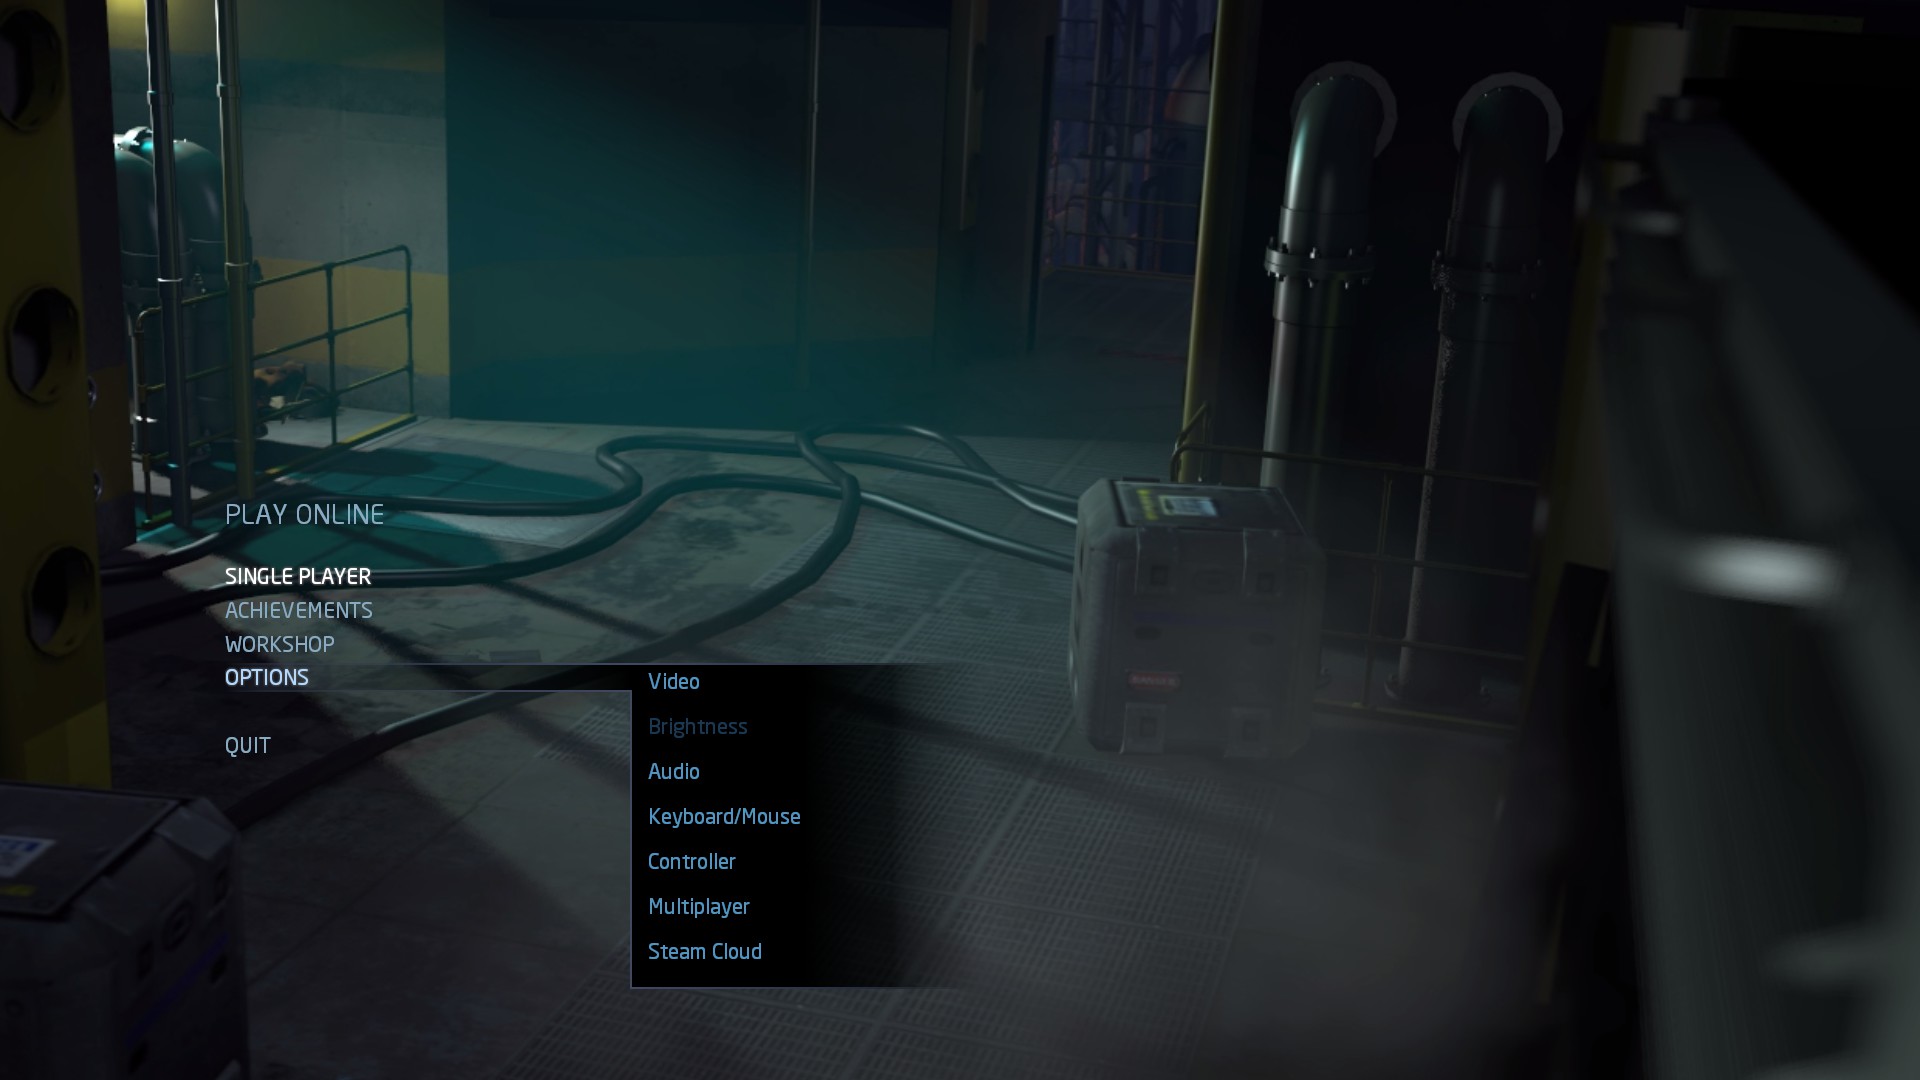 PLAY ONLINE
SINGLE PLAYER
ACHIEVEMENTS
WORKSHOP
OPTIONS
QUIT
Video
Brightness
Audio
Keyboard/Mouse
Controller
Multiplayer
Steam Cloud